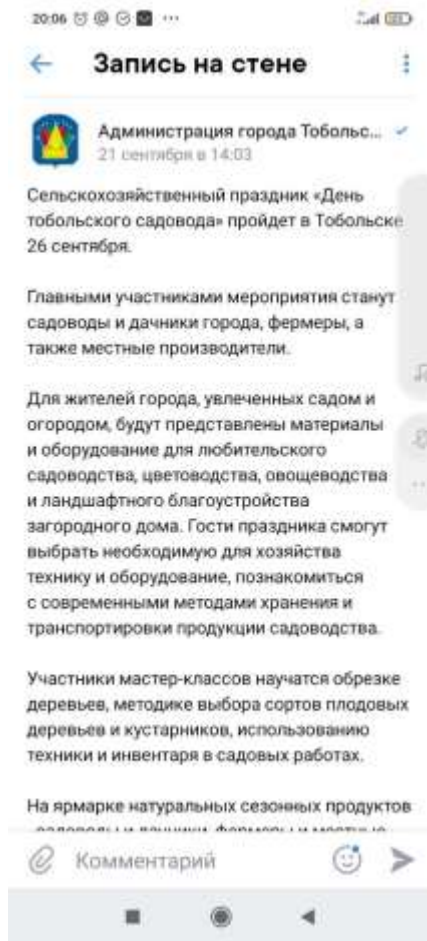 20:06
Запись на стене
Администрация города Тобольс...
21 сентября в 14:03
Сельскохозяйственный праздник «День
тобольского садовода» пройдет в Тобольске
26 сентября.
Главными участниками мероприятия станут
садоводы и дачники города, фермеры, а
также местные производители.
Для жителей города, увлеченных садом и
огородом, будут представлены материалы
и оборудование для любительского
садоводства, цветоводства, овощеводства
и ландшафтного благоустройства
загородного дома. Гости праздника смогут
выбрать необходимую для хозяйства
технику и оборудование, познакомиться
с современными методами хранения и
транспортировки продукции садоводства.
Участники мастер-классов научатся обрезке
деревьев, методике выбора сортов плодовых
деревьев и кустарников, использованию
техники и инвентаря в садовых работах.
На ярмарке натуральных сезонных продуктов
садоводы и дачники, фермеры и местные
Комментарий